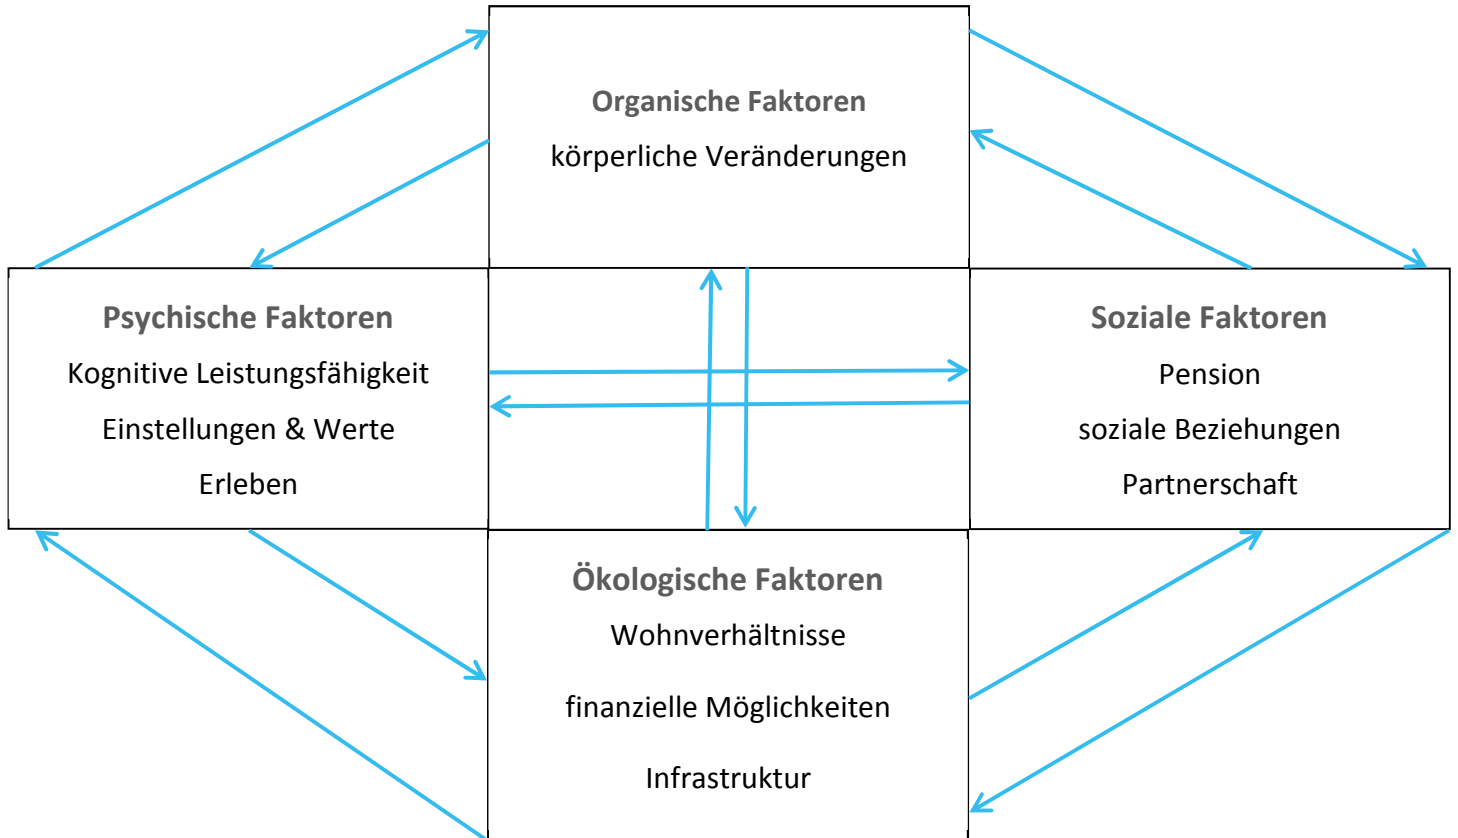 Organische Faktoren
körperliche Veränderungen
Psychische Faktoren
Kognitive Leistungsfähigkeit
Einstellungen & Werte
Erleben
Soziale Faktoren
Pension
soziale Beziehungen
Partnerschaft
Ökologische Faktoren
Wohnverhältnisse
finanzielle Möglichkeiten
Infrastruktur